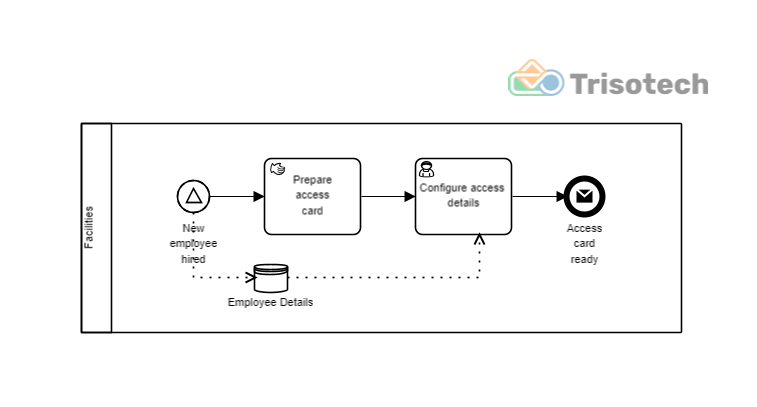 Trisotech
Facilities
Prepare
access
card
Configure access
details
New
employee
hired
Access
card
ready
Employee Details